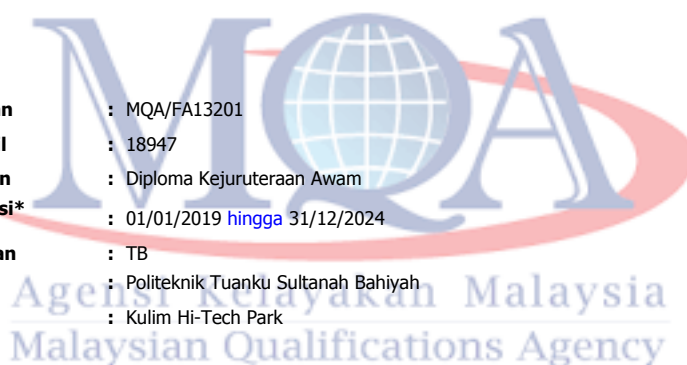 MQA
an : MQA/FA13201
l : 18947
n : Diploma Kejuruteraan Awam
si*
: 01/01/2019 hingga 31/12/2024
an : TB
: Politeknik Tuanku Sultanah Bahiyah
: Kulim Hi-Tech Park
Agensi Kelayakan Malaysia
Malaysian Qualifications Agency